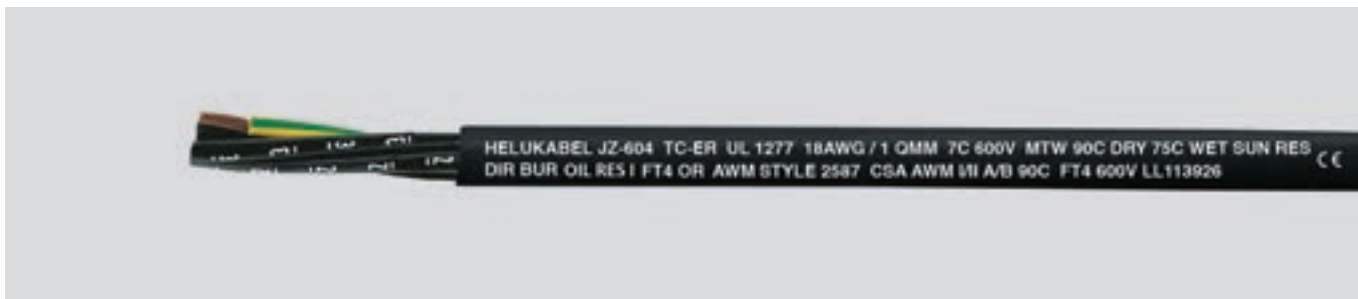 HELUKABEL JZ-604 TC-ER UL 1277 18AWG / 1 QMM 7C 600V MTW 90C DRY 75C WET SUN RES CE
DIR BUR OIL RES I FT4 OR AWM STYLE 2587 CSA AWM I/II A/B 90C FT4 600V LL113926